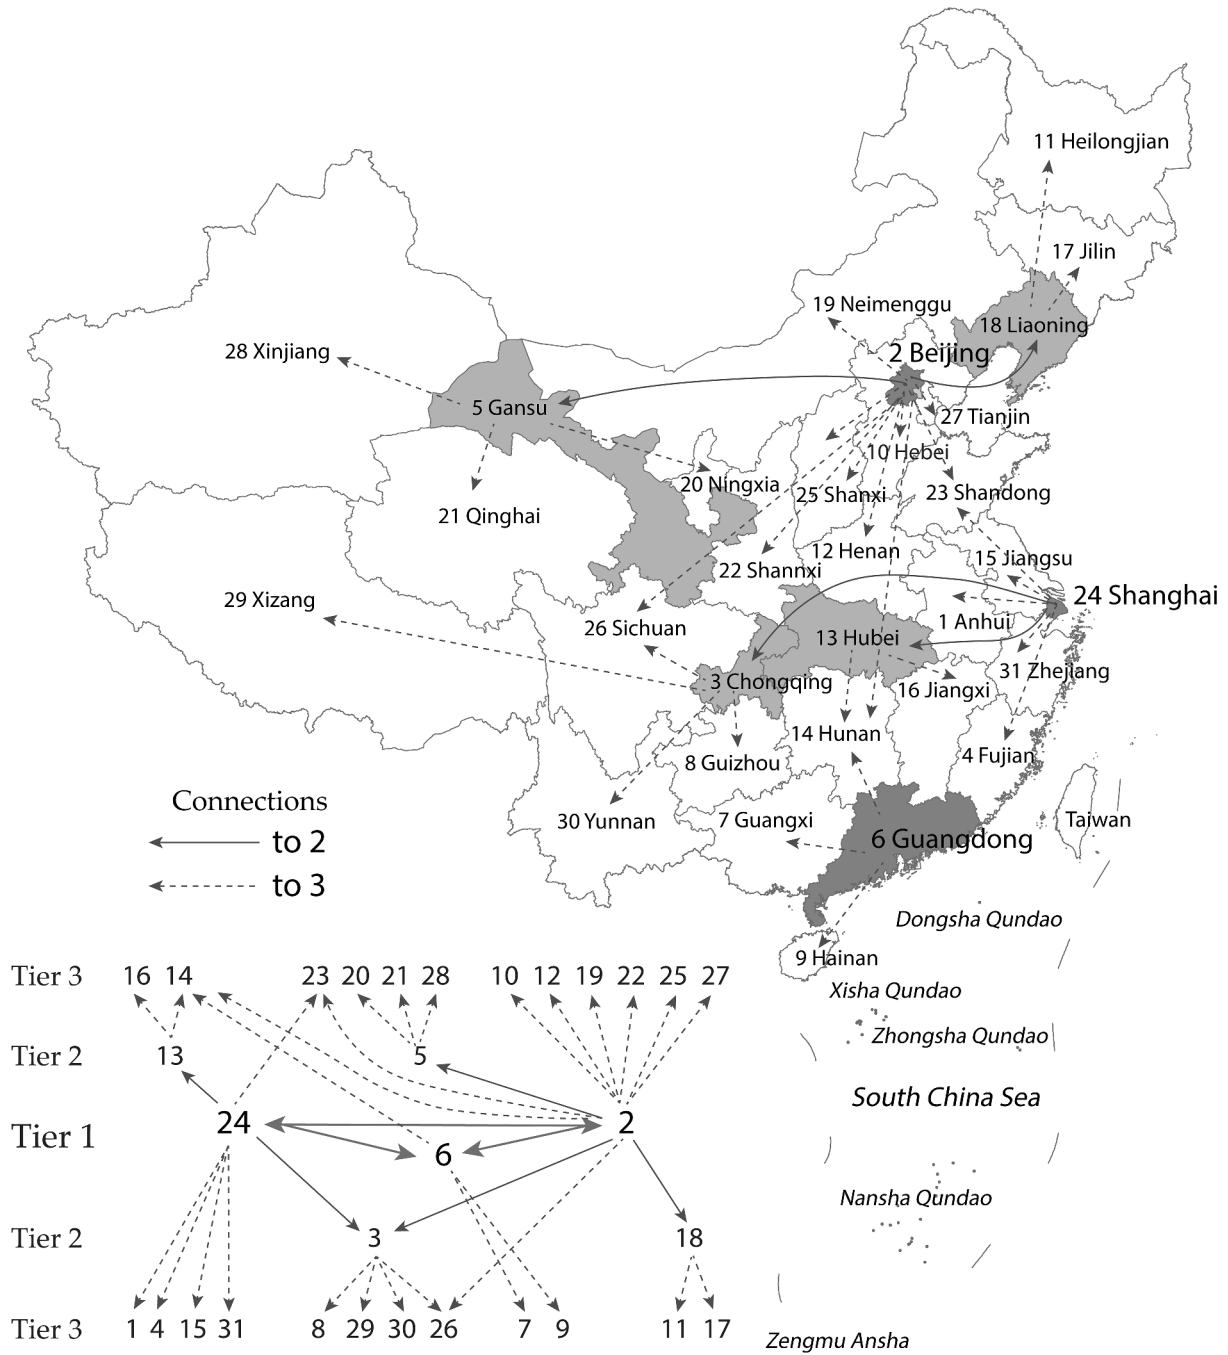 11 Heilongjian
17 Jilin
19 Neimenggu
18 Liaoning
28 Xinjiang
2 Beijing
5 Gansu
27 Tianjin
10 Hebei
20 Ningxia
25 Shanxi
23 Shandong
21 Qinghai
12 Henan
15 Jiangsu
22 Shannxi
24 Shanghai
29 Xizang
1 Anhui
26 Sichuan
13 Hubei
31 Zhejiang
3 Chongqing
16 Jiangxi
14 Hunan
4 Fujian
8 Guizhou
Connections
30 Yunnan
7 Guangxi
Taiwan
to 2
6 Guangdong
to 3
Dongsha Qundao
9 Hainan
Tier 3 16 14 23 20 21 28 10 12 19 22 25 27
Xisha Qundao
Zhongsha Qundao
Tier 2 13 5
South China Sea
24 2
Tier 1
6
Nansha Qundao
Tier 2 3 18
Tier 3 1 4 15 31 8 29 30 26 7 9 11 17
Zengmu Ansha